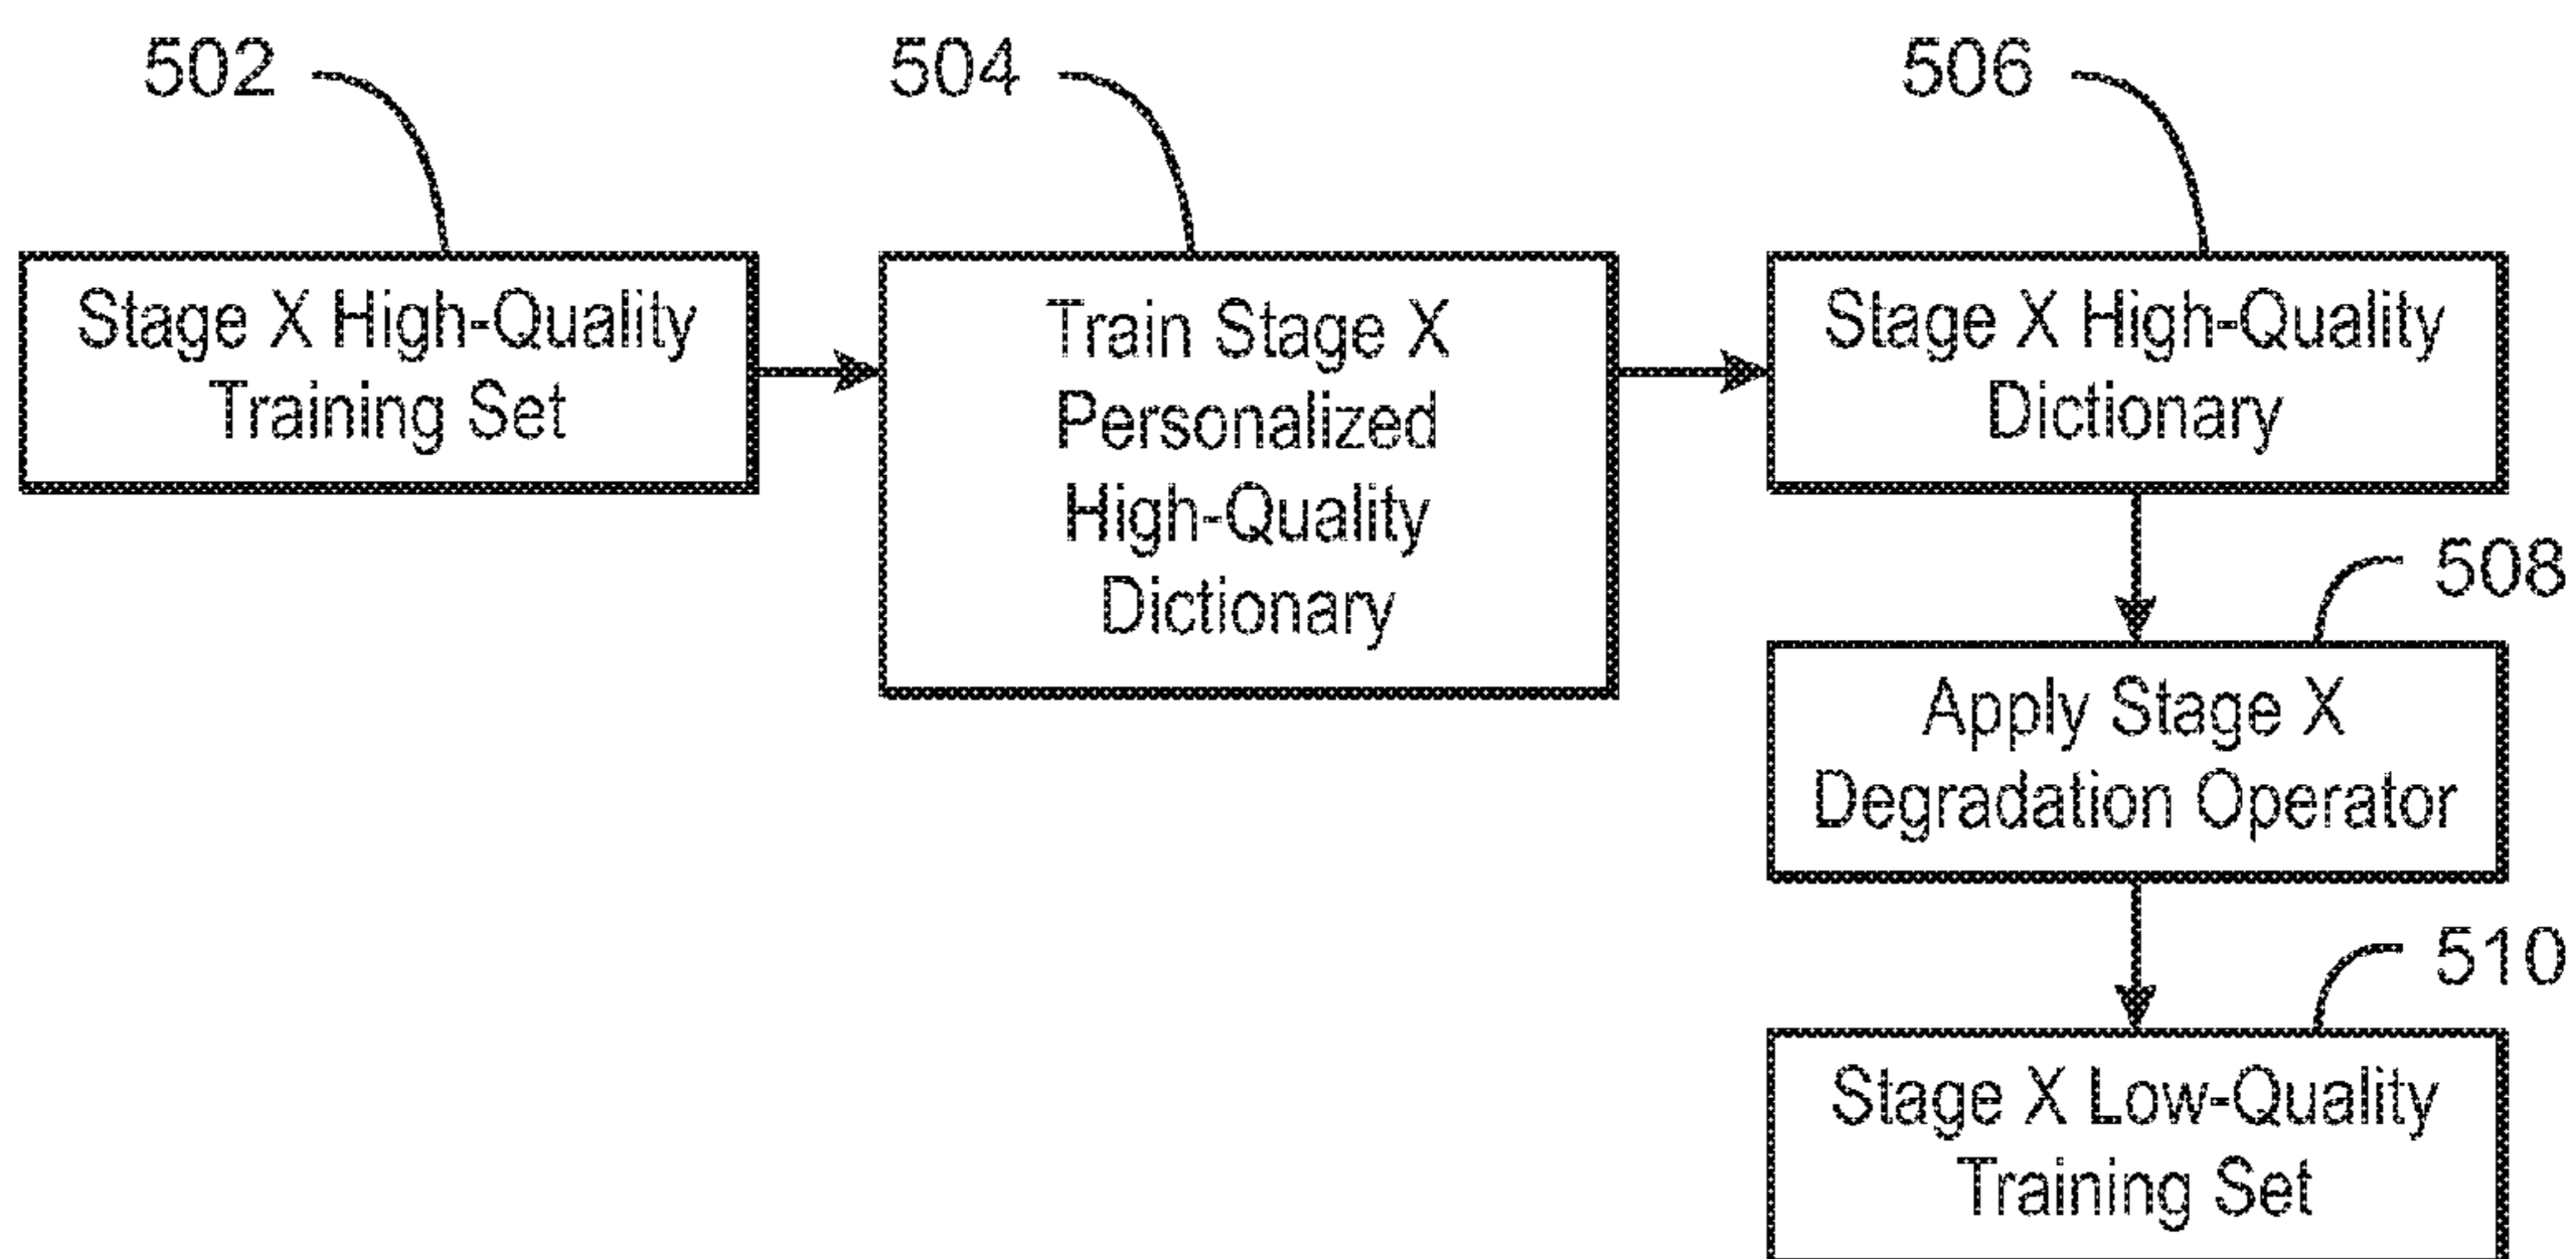 502
504
506
Stage X High-Quality
Training Set
Train Stage X
Personalized
High-Quality
Dictionary
Stage X High-Quality
Dictionary
508
Apply Stage X
Degradation Operator
510
Stage X Low-Quality
Training Set